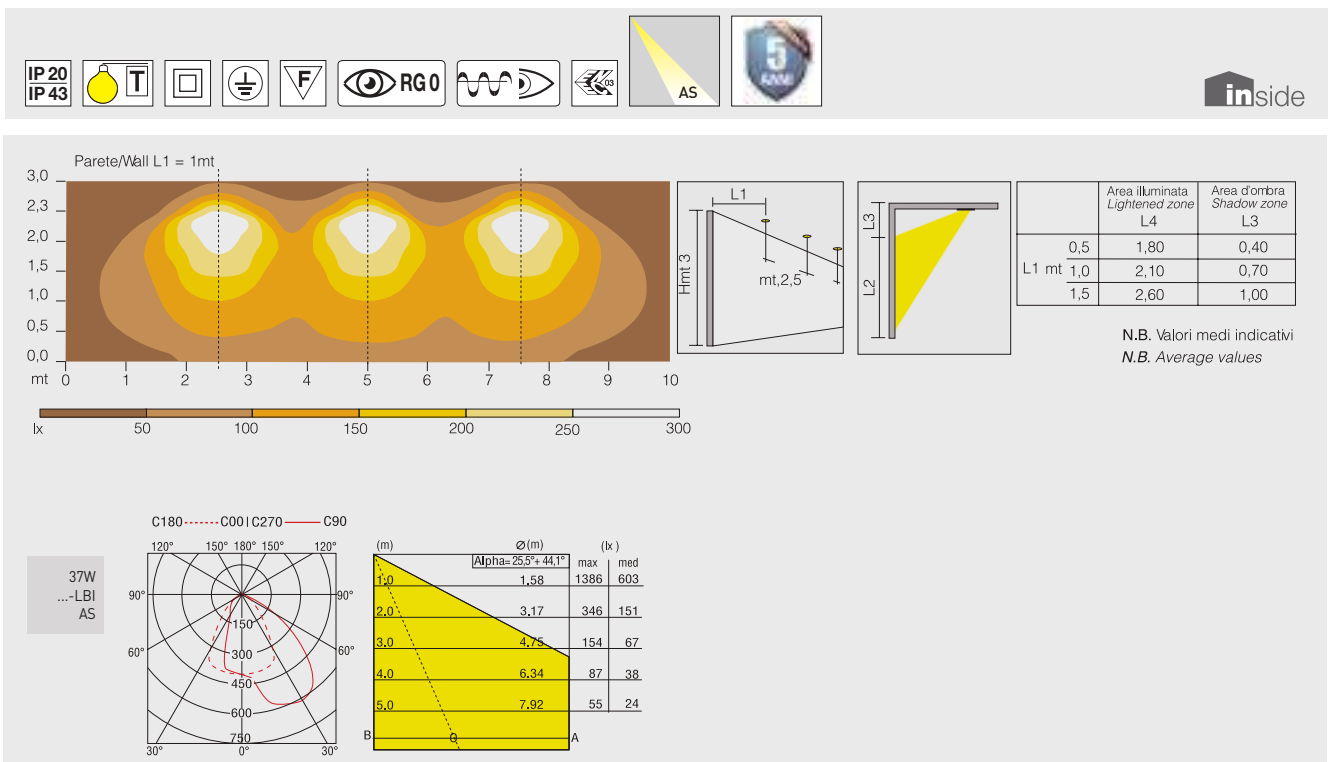 IP 20
IP 43
T
F
RG 0
03
AS
5
ANNI
inside
Parete/Wall L1 = 1mt
3,0
2,3
2,0
1,5
1,0
0,5
0,0
mt 0 1 2 3 4 5 6 7 8 9 10
lx 50 100 150 200 250 300
L1
Hmt 3
mt,2,5
L3
L2
Area illuminata Area d'ombra
Lightened zone Shadow zone
L4 L3
0,5 1,80 0,40
L1 mt 1,0 2,10 0,70
1,5 2,60 1,00
N.B. Valori medi indicativi
N.B. Average values
37W
...-LBI
AS
C180 C00 | C270 C90
120° 150° 180° 150° 120°
90° 90°
150
300
60° 60°
450
600
750
30° 0° 30°
(m) Ø (m) (lx )
Alpha= 25,5°+ 44,1° max med
1.0 1.58 1386 603
2.0 3.17 346 151
3.0 4.75 154 67
4.0 6.34 87 38
5.0 7.92 55 24
B O A